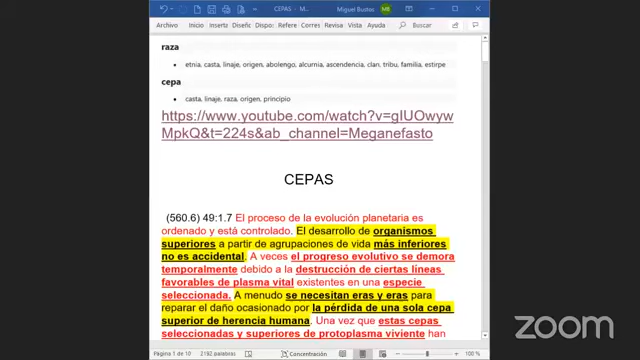 CEPAS - M...
Miguel Bustos
MB
Archivo Inicio Insertar Diseño Dispos Refere Corres Revisa Vista Ayuda Buscar
raza
• etnia, casta, linaje, origen, abolengo, alcurnia, ascendencia, clan, tribu, familia, estirpe
cepa
• casta, linaje, raza, origen, principio
https://www.youtube.com/watch?v=gIUOwyw
MpkQ&t=224s&ab_channel=Meganefasto
CEPAS
(560.6) 49:1.7 El proceso de la evolución planetaria es
ordenado y está controlado. El desarrollo de organismos
superiores a partir de agrupaciones de vida más inferiores
no es accidental. A veces el progreso evolutivo se demora
temporalmente debido a la destrucción de ciertas líneas
favorables de plasma vital existentes en una especie
seleccionada. A menudo se necesitan eras y eras para
reparar el daño ocasionado por la pérdida de una sola cepa
superior de herencia humana. Una vez que estas cepas
seleccionadas y superiores de protoplasma viviente han
Página 1 de 10 2192 palabras Concentración 100 %
zoom